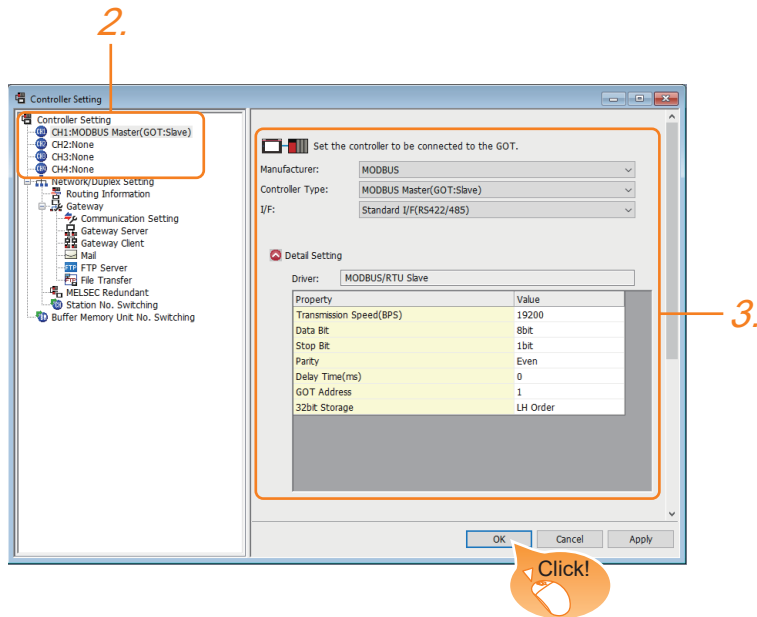 2.
Controller Setting
Controller Setting
CH1:MODBUS Master(GOT:Slave)
CH2:None
CH3:None
CH4:None
Network/Duplex Setting
Routing Information
Gateway
Communication Setting
Gateway Server
Gateway Client
Mail
FTP Server
File Transfer
MELSEC Redundant
Station No. Switching
Buffer Memory Unit No. Switching
Set the controller to be connected to the GOT.
Manufacturer: MODBUS
Controller Type: MODBUS Master(GOT:Slave)
I/F: Standard I/F(RS422/485)
Detail Setting
Driver: MODBUS/RTU Slave
Property Value
Transmission Speed(BPS) 19200
Data Bit 8bit
Stop Bit 1bit
Parity Even
Delay Time(ms) 0
GOT Address 1
32bit Storage LH Order
3.
OK Cancel Apply
Click!